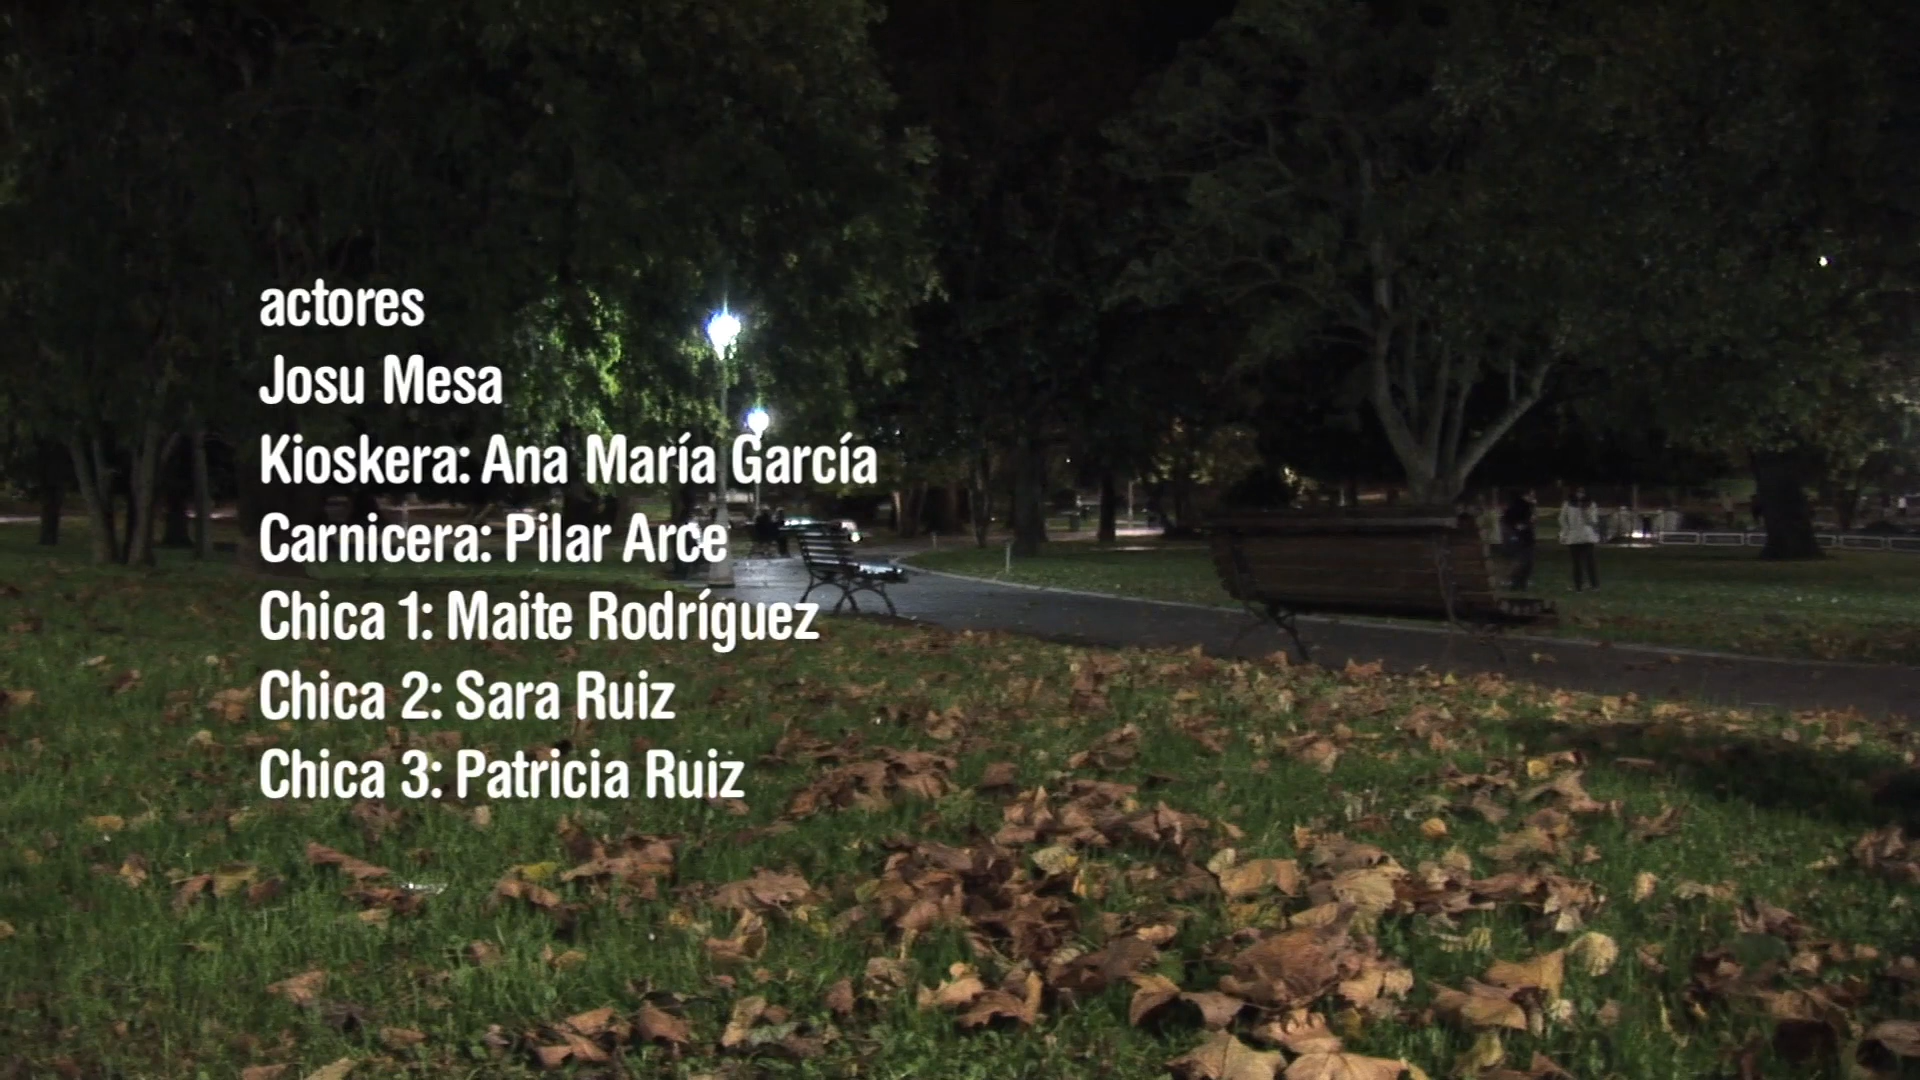 actores
Josu Mesa
Kioskera: Ana María García
Carnicera: Pilar Arce
Chica 1: Maite Rodríguez
Chica 2: Sara Ruiz
Chica 3: Patricia Ruiz